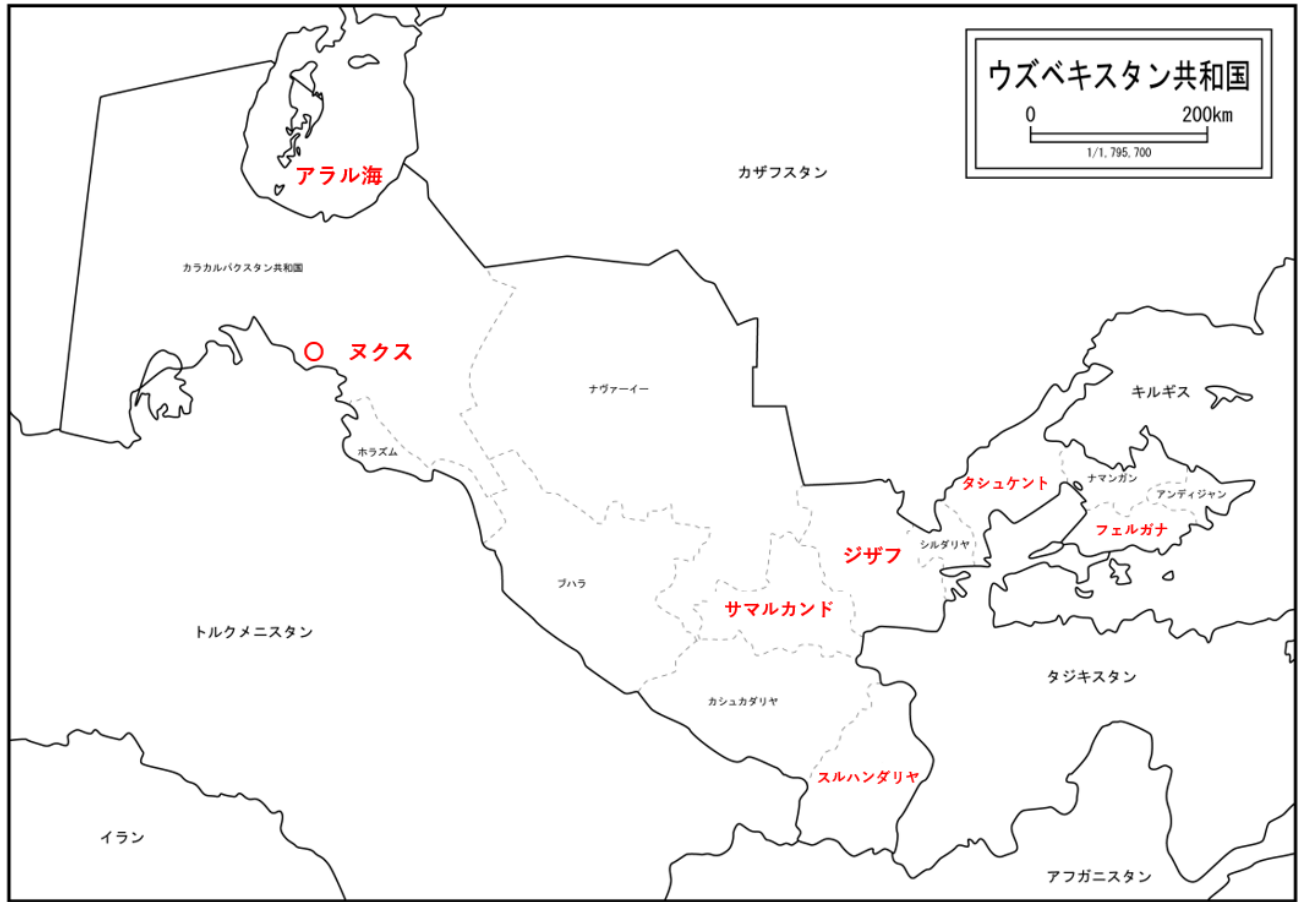 ウズベキスタン共和国
0 200km
1/1,795,700
アラル海
カザフスタン
カラカルパクスタン共和国
ヌクス
ナヴァーイー
キルギス
ホラズム
タシュケント
ナマンガン
アンディジャン
フェルガナ
シルダリヤ
ジザフ
ブハラ
サマルカンド
トルクメニスタン
タジキスタン
カシュカダリヤ
スルハンダリヤ
イラン
アフガニスタン